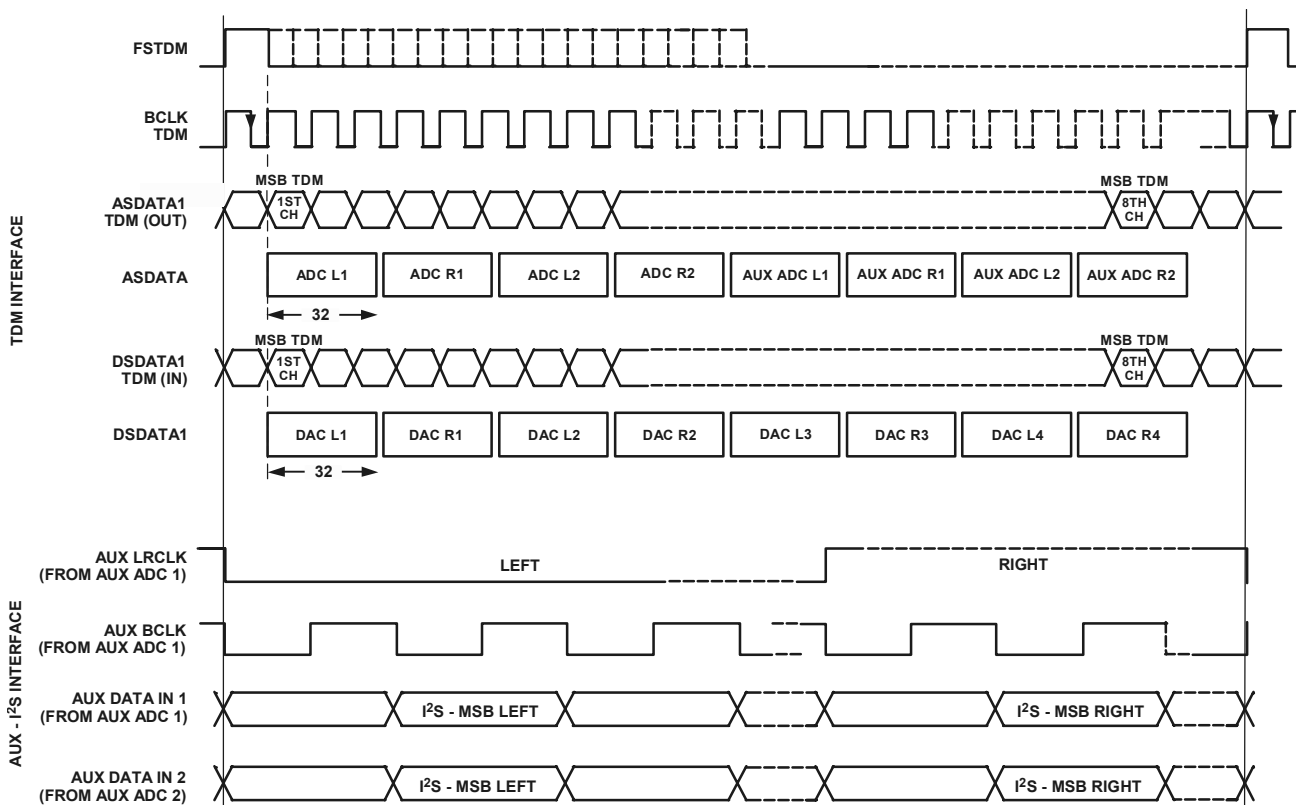 FSTDM
BCLK
TDM
MSB TDM
MSB TDM
ASDATA1
TDM (OUT)
1ST
CH
8TH
CH
ASDATA
ADC L1
ADC R1
ADC L2
ADC R2
AUX ADC L1
AUX ADC R1
AUX ADC L2
AUX ADC R2
32
TDM INTERFACE
MSB TDM
MSB TDM
DSDATA1
TDM (IN)
1ST
CH
8TH
CH
DSDATA1
DAC L1
DAC R1
DAC L2
DAC R2
DAC L3
DAC R3
DAC L4
DAC R4
32
AUX LRCLK
(FROM AUX ADC 1)
LEFT
RIGHT
AUX - I²S INTERFACE
AUX BCLK
(FROM AUX ADC 1)
AUX DATA IN 1
(FROM AUX ADC 1)
I²S - MSB LEFT
I²S - MSB RIGHT
AUX DATA IN 2
(FROM AUX ADC 2)
I²S - MSB LEFT
I²S - MSB RIGHT